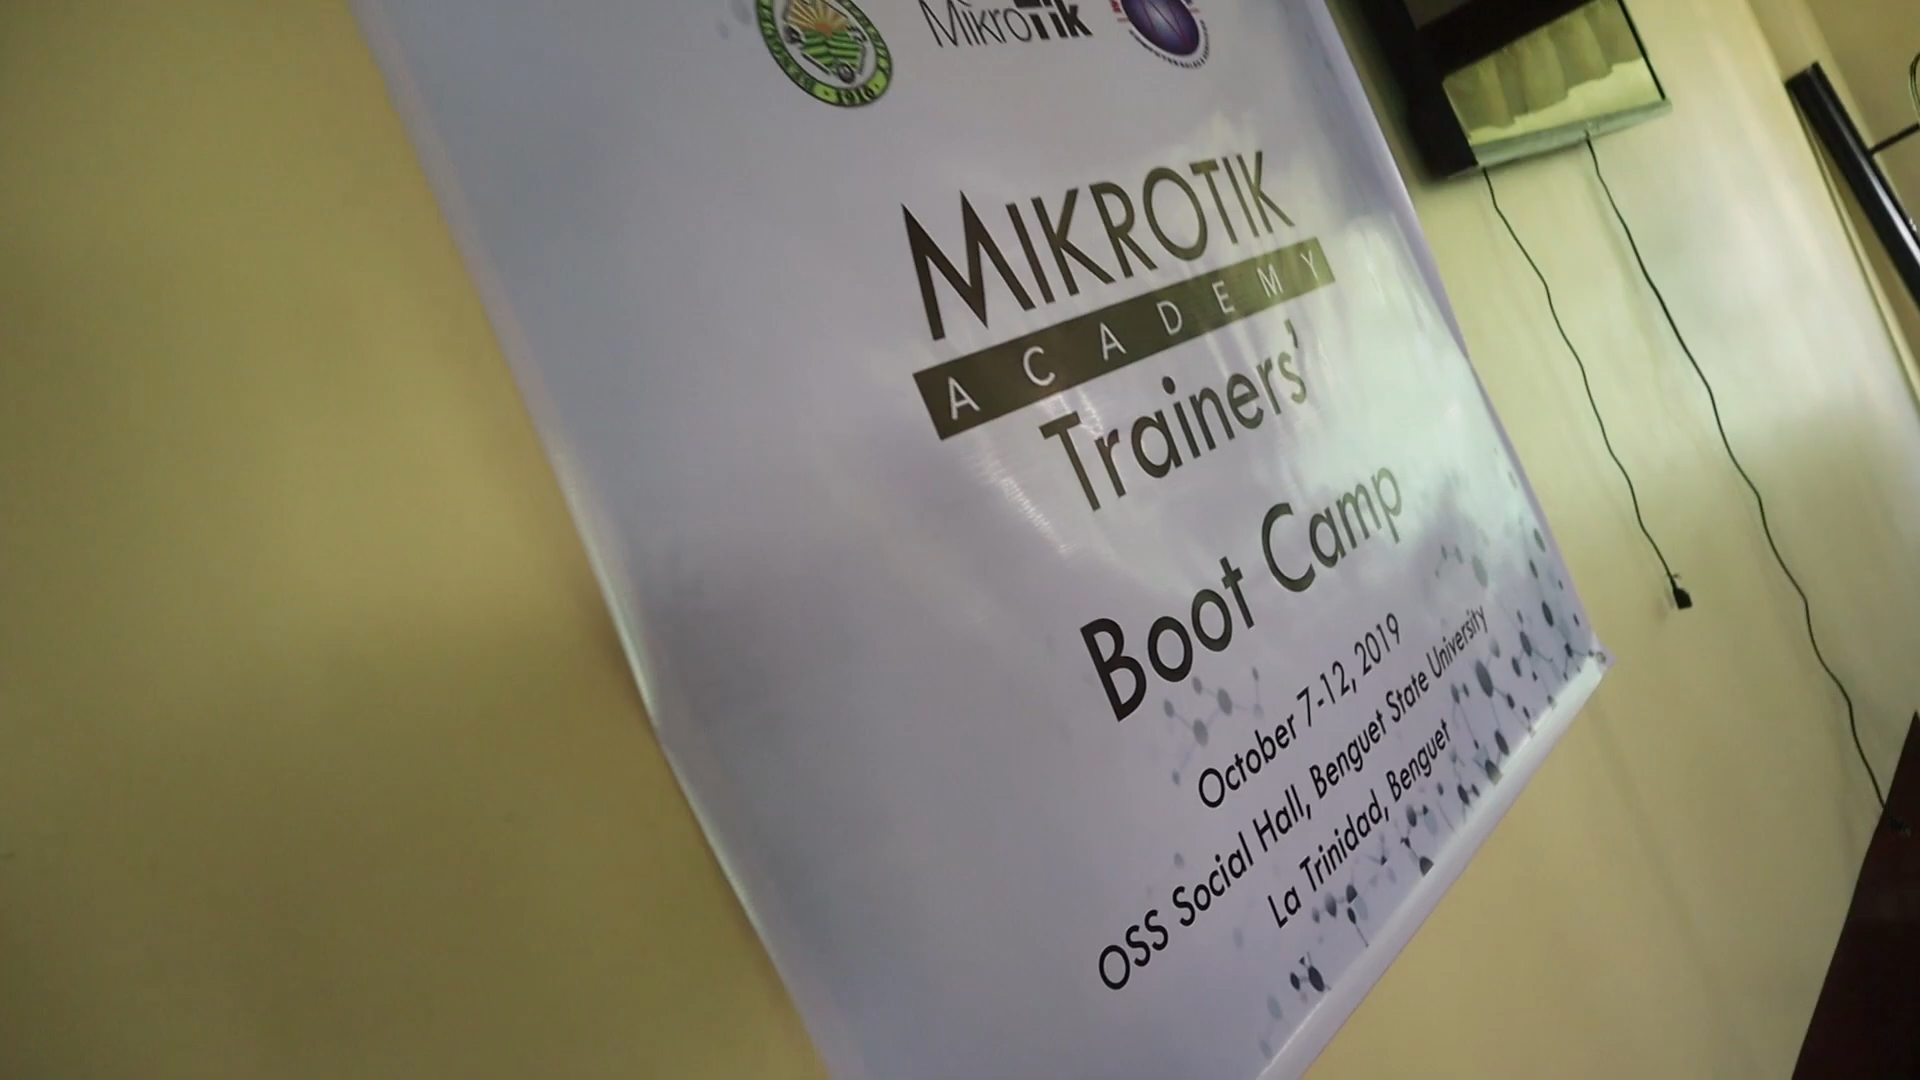 MikroTik
1916
MIKROTIK
ACADEMY
Trainers'
Boot Camp
October 7-12, 2019
OSS Social Hall, Benguet State University
La Trinidad, Benguet